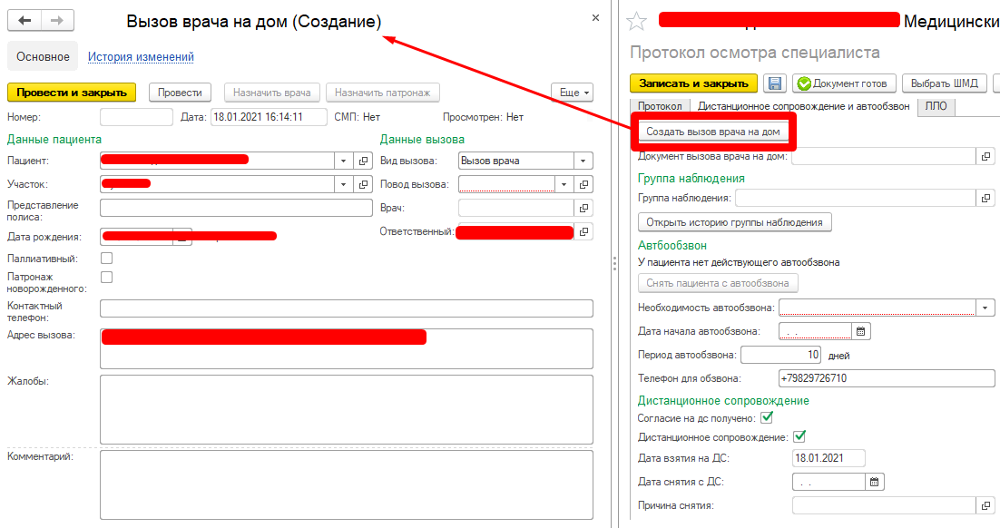 Вызов врача на дом (Создание)
×
Основное История изменений
Провести и закрыть Провести Назначить врача Назначить патронаж Еще
Номер: Дата: 18.01.2021 16:14:11 СМП: Нет Просмотрен: Нет
Данные пациента Данные вызова
Пациент: Вид вызова: Вызов врача
Участок: Повод вызова:
Представление
полиса: Врач:
Дата рождения: Ответственный:
Паллиативный:
Патронаж
новорожденного:
Контактный
телефон:
Адрес вызова:
Жалобы:
Комментарий:
Медицински
Протокол осмотра специалиста
Записать и закрыть Документ готов Выбрать ШМД
Протокол Дистанционное сопровождение и автообзвон ЛЛО
Создать вызов врача на дом
Документ вызова врача на дом:
Группа наблюдения
Группа наблюдения:
Открыть историю группы наблюдения
Автбообзвон
У пациента нет действующего автообзвона
Снять пациента с автообзвона
Необходимость автообзвона:
Дата начала автообзвона: . .
Период автообзвона: 10 дней
Телефон для обзвона: +79829726710
Дистанционное сопровождение
Согласие на дс получено:
Дистанционное сопровождение:
Дата взятия на ДС: 18.01.2021
Дата снятия с ДС: . .
Причина снятия: